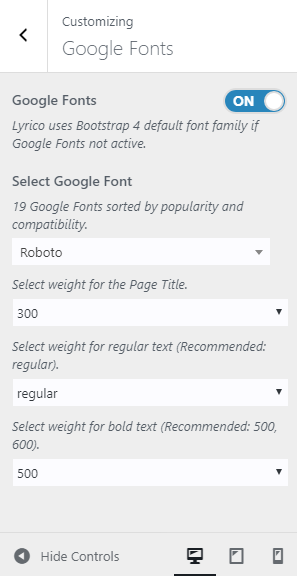 Customizing
Google Fonts
Google Fonts
ON
Lyrico uses Bootstrap 4 default font family if
Google Fonts not active.
Select Google Font
19 Google Fonts sorted by popularity and
compatibility.
Roboto
Select weight for the Page Title.
300
Select weight for regular text (Recommended:
regular).
regular
Select weight for bold text (Recommended: 500,
600).
500
Hide Controls